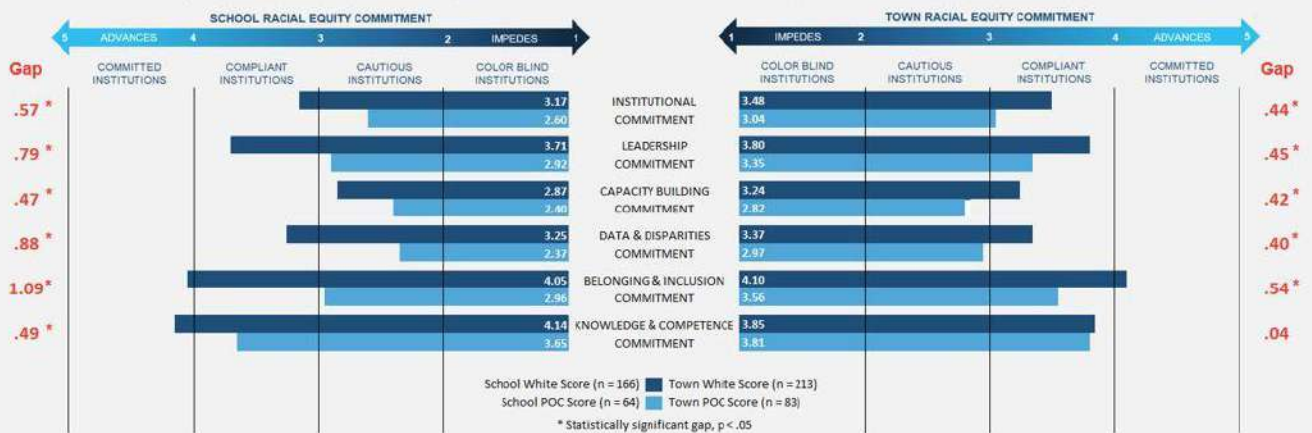 SCHOOL RACIAL EQUITY COMMITMENT
TOWN RACIAL EQUITY COMMITMENT
5 ADVANCES 4 3 2 IMPEDES 1
1 IMPEDES 2 3 4 ADVANCES 5
Gap
COMMITTED INSTITUTIONS
COMPLIANT INSTITUTIONS
CAUTIOUS INSTITUTIONS
COLOR BLIND INSTITUTIONS
COLOR BLIND INSTITUTIONS
CAUTIOUS INSTITUTIONS
COMPLIANT INSTITUTIONS
COMMITTED INSTITUTIONS
Gap
.57 * 3.17 INSTITUTIONAL 3.48 .44 *
2.60 COMMITMENT 3.04
.79 * 3.71 LEADERSHIP 3.80 .45 *
2.92 COMMITMENT 3.35
.47 * 2.87 CAPACITY BUILDING 3.24 .42 *
2.40 COMMITMENT 2.82
.88 * 3.25 DATA & DISPARITIES 3.37 .40 *
2.37 COMMITMENT 2.97
1.09* 4.05 BELONGING & INCLUSION 4.10 .54 *
2.96 COMMITMENT 3.56
.49 * 4.14 KNOWLEDGE & COMPETENCE 3.85 .04
3.65 COMMITMENT 3.81
School White Score (n = 166) Town White Score (n = 213)
School POC Score (n = 64) Town POC Score (n = 83)
* Statistically significant gap, p < .05